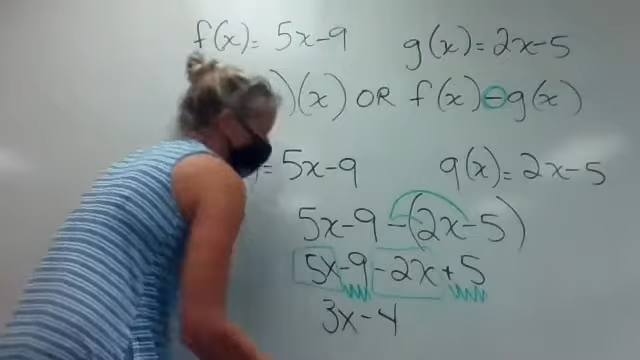 f(x)= 5x-9 g(x)=2x-5
)(x) OR f(x)-g(x)
= 5x-9 g(x)=2x-5
5x-9-(2x-5)
5x-9-2x+5
3x-4